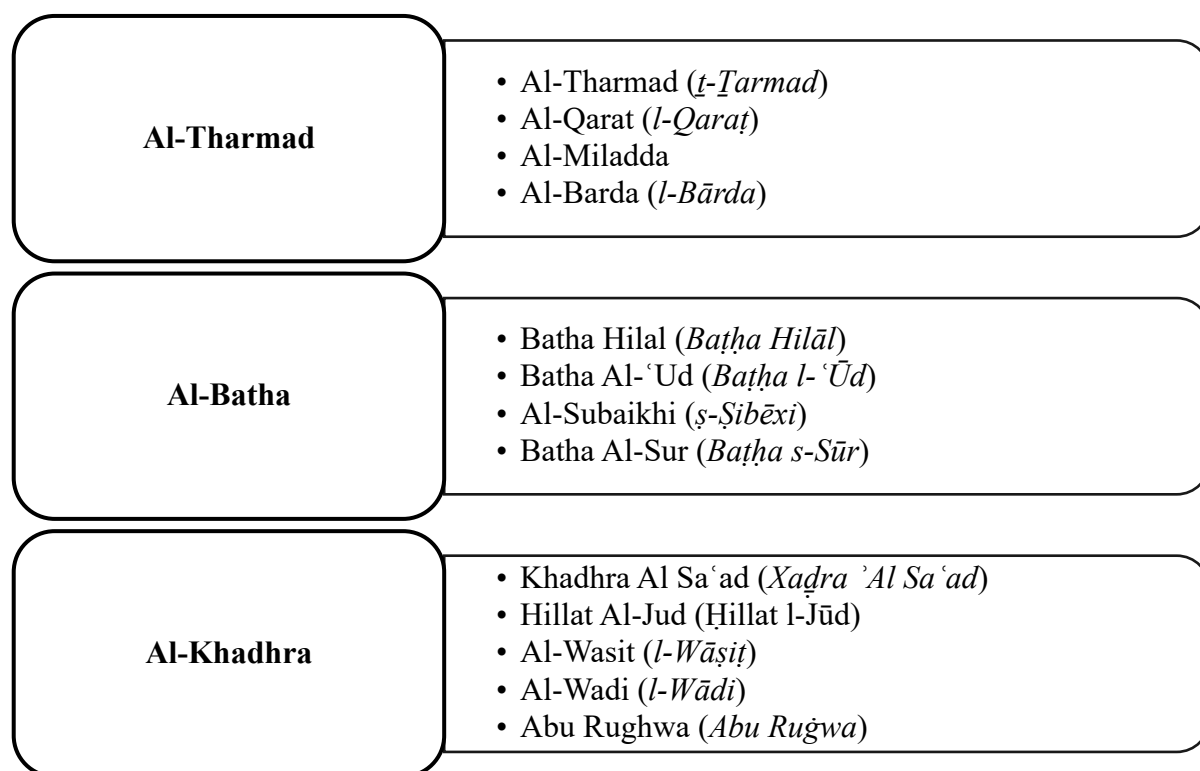 Al-Tharmad
• Al-Tharmad (ṯ-Ṯarmad)
• Al-Qarat (l-Qaraṭ)
• Al-Miladda
• Al-Barda (l-Bārda)
Al-Batha
• Batha Hilal (Baṭḥa Hilāl)
• Batha Al-ʿUd (Baṭḥa l-ʿŪd)
• Al-Subaikhi (ṣ-Ṣibēxi)
• Batha Al-Sur (Baṭḥa s-Sūr)
Al-Khadhra
• Khadhra Al Saʿad (Xaḏ̣ra ʾAl Saʿad)
• Hillat Al-Jud (Ḥillat l-Jūd)
• Al-Wasit (l-Wāṣiṭ)
• Al-Wadi (l-Wādi)
• Abu Rughwa (Abu Ruġwa)